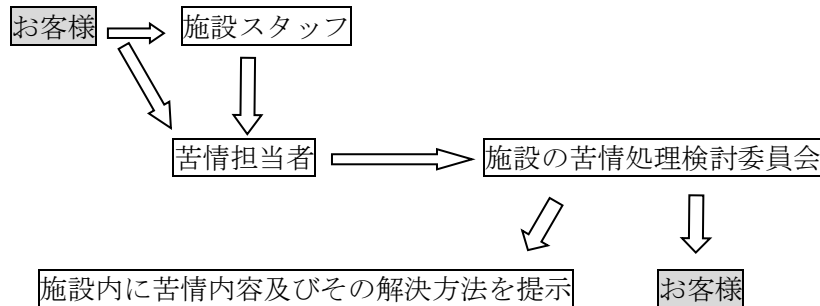 お客様
施設スタッフ
苦情担当者
施設の苦情処理検討委員会
施設内に苦情内容及びその解決方法を提示
お客様